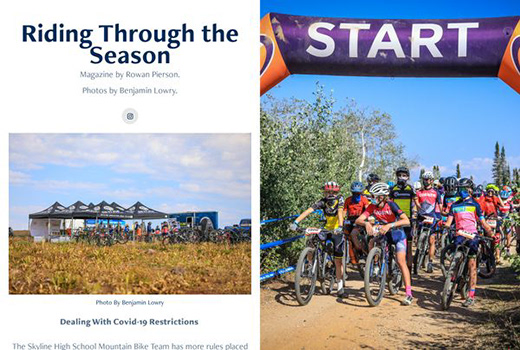 Riding Through the
Season
Magazine by Rowan Pierson.
Photos by Benjamin Lowry.
Photo By Benjamin Lowry
Dealing With Covid-19 Restrictions
The Skyline High School Mountain Bike Team has more rules placed
START